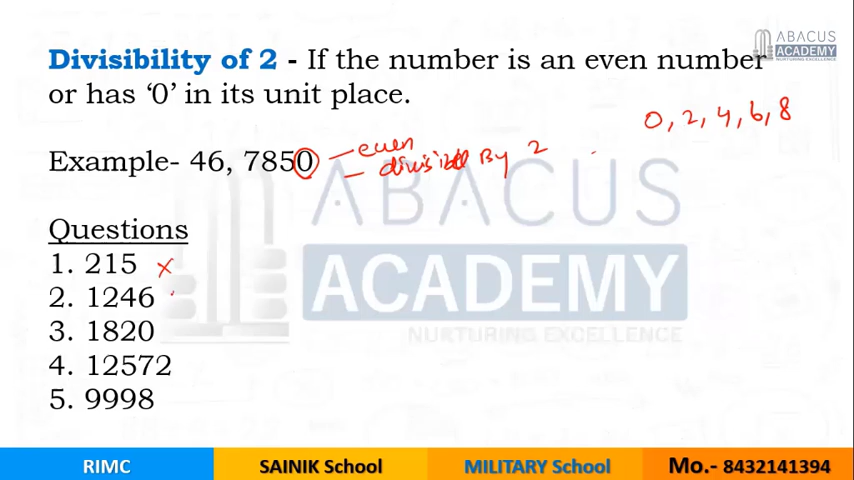 ABACUS
ACADEMY
NURTURING EXCELLENCE
Divisibility of 2 - If the number is an even number
or has ‘0’ in its unit place.
0, 2, 4, 6, 8
Example- 46, 7850 – even
– divisible By 2
ABACUS
ACADEMY
NURTURING EXCELLENCE
Questions
1. 215 ×
2. 1246
3. 1820
4. 12572
5. 9998
RIMC SAINIK School MILITARY School Mo.- 8432141394